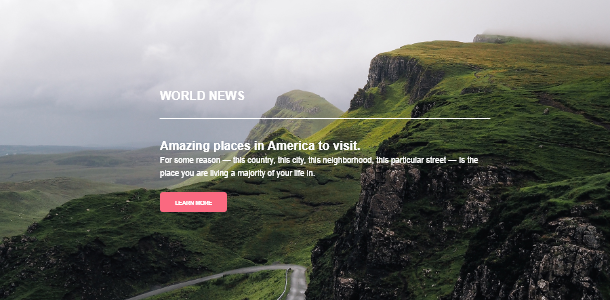 WORLD NEWS
Amazing places in America to visit.
For some reason — this country, this city, this neighborhood, this particular street — is the
place you are living a majority of your life in.
LEARN MORE